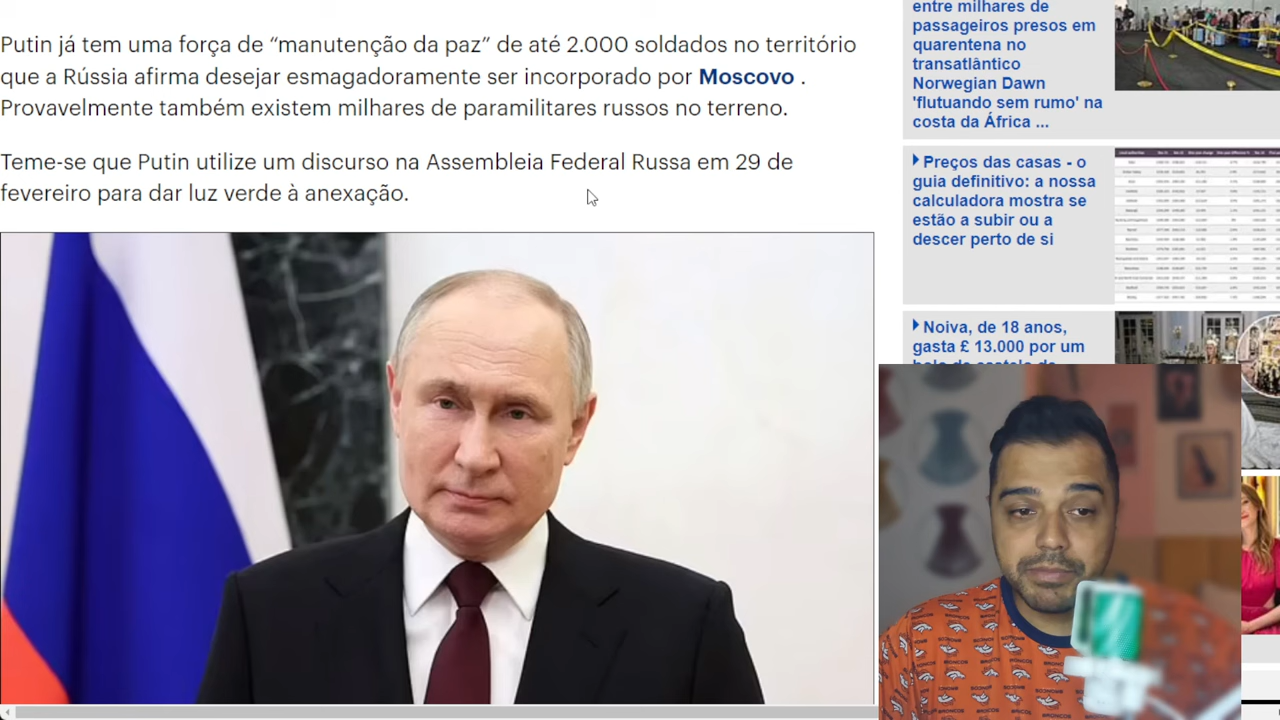 Putin já tem uma força de “manutenção da paz” de até 2.000 soldados no território
que a Rússia afirma desejar esmagadoramente ser incorporado por Moscovo .
Provavelmente também existem milhares de paramilitares russos no terreno.
Teme-se que Putin utilize um discurso na Assembleia Federal Russa em 29 de
fevereiro para dar luz verde à anexação.
entre milhares de
passageiros presos em
quarentena no
transatlântico
Norwegian Dawn
'flutuando sem rumo' na
costa da África ...
Preços das casas - o
guia definitivo: a nossa
calculadora mostra se
estão a subir ou a
descer perto de si
Noiva, de 18 anos,
gasta £ 13.000 por um
BRONCOS